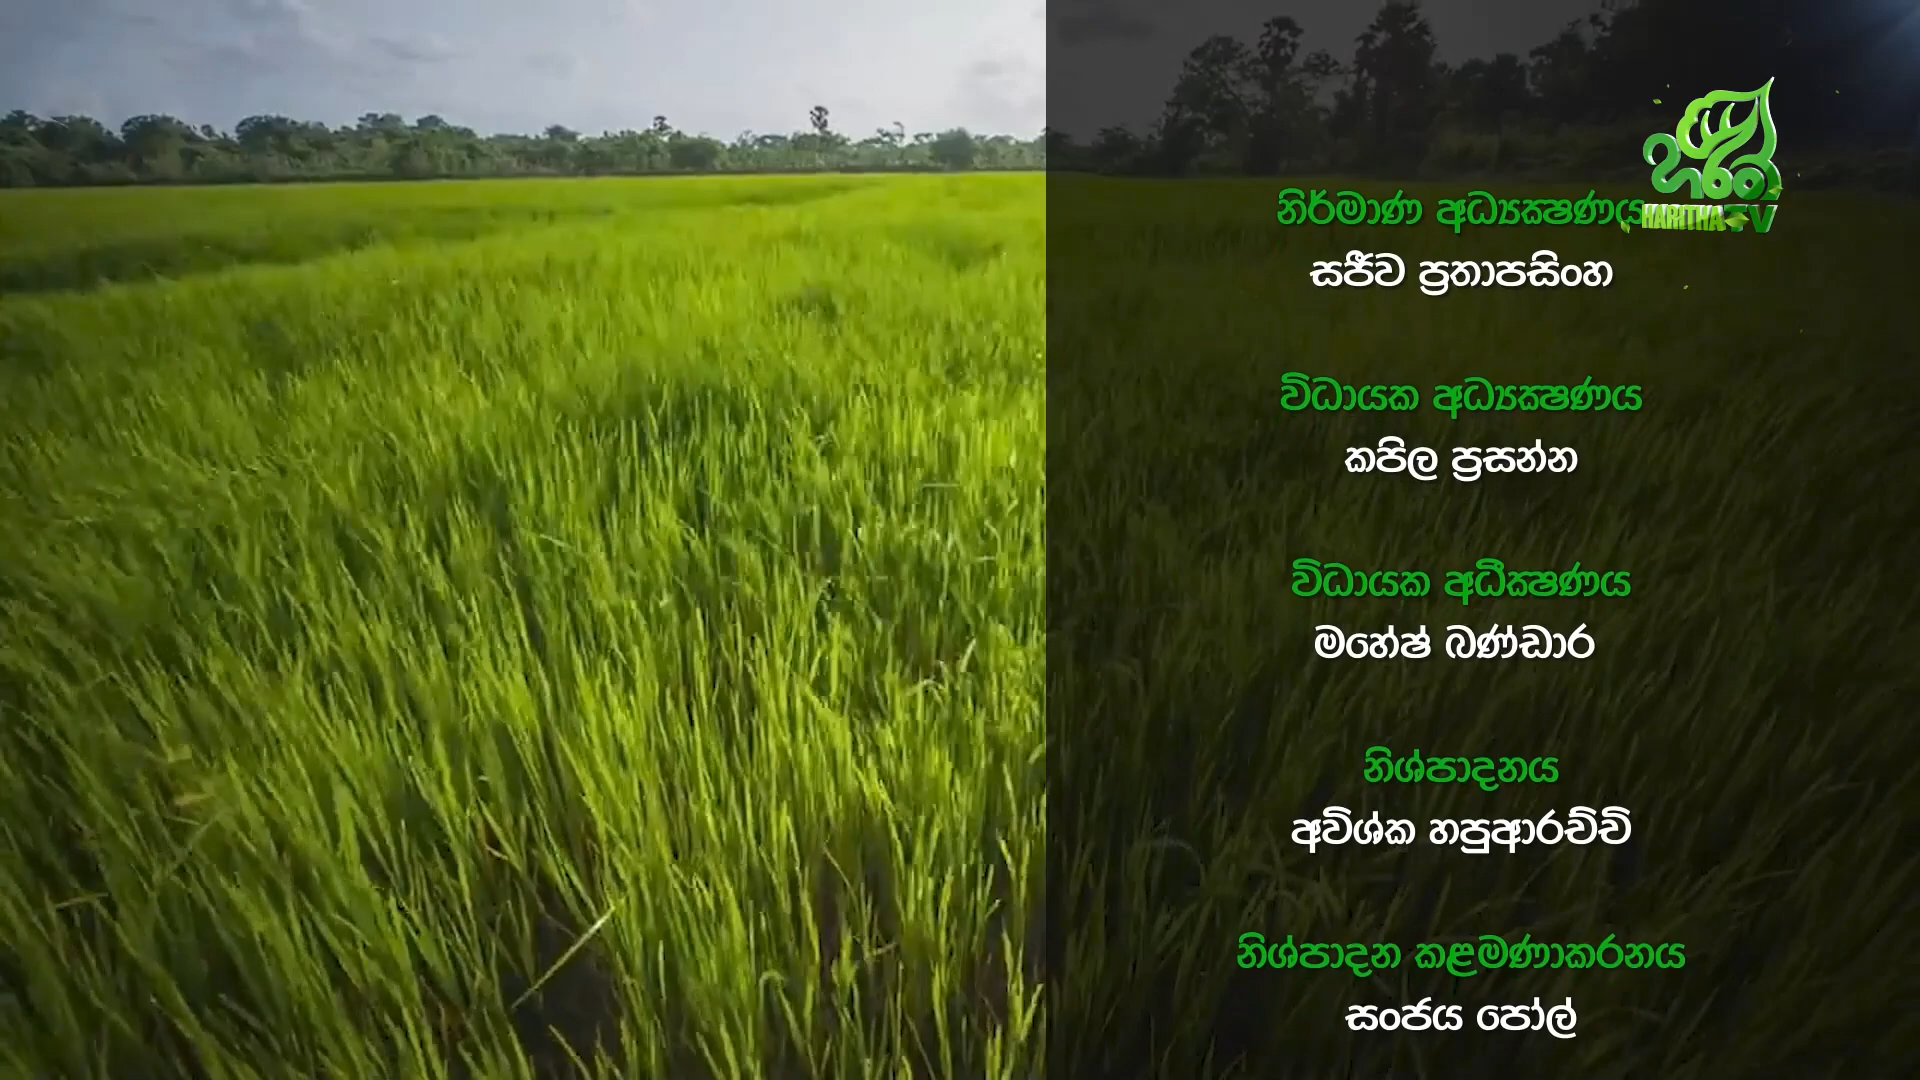 හරිත
HARITHA TV
නිර්මාණ අධ්‍යක්ෂණය
සජීව ප්‍රතාපසිංහ
විධායක අධ්‍යක්ෂණය
කපිල ප්‍රසන්න
විධායක අධීක්ෂණය
මහේෂ් බණ්ඩාර
නිශ්පාදනය
අවිශ්ක හපුආරච්චි
නිශ්පාදන කළමණාකරනය
සංජය පෝල්